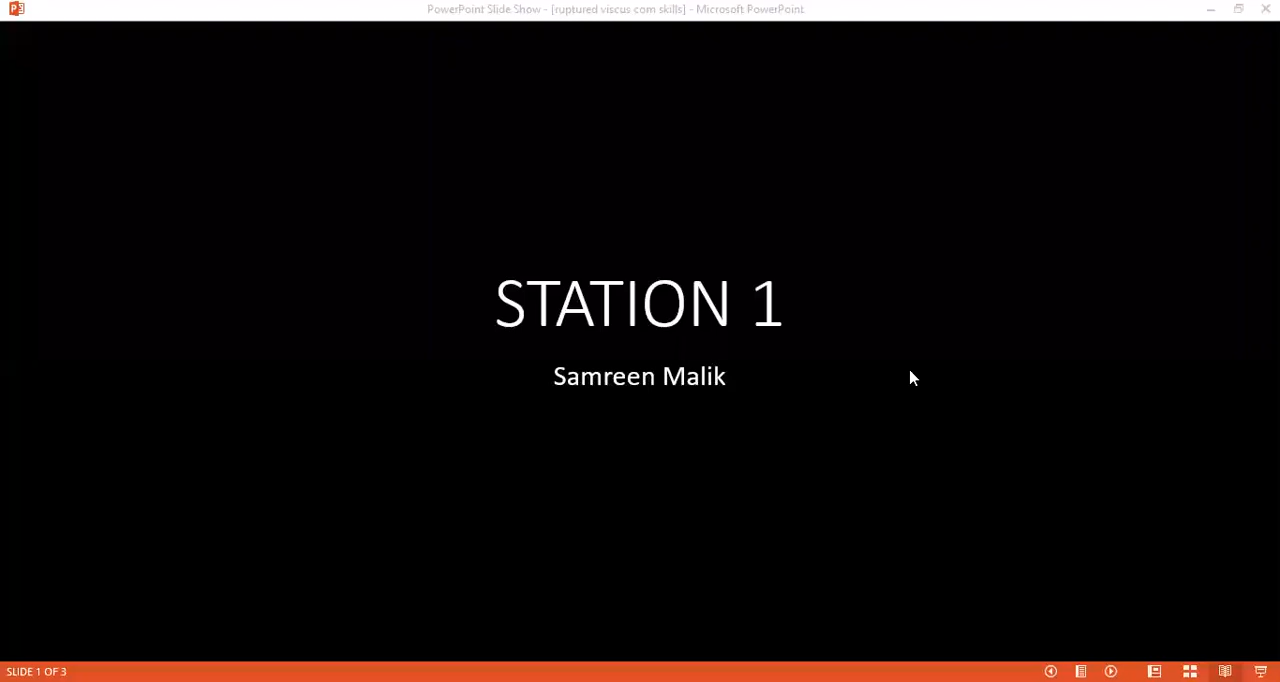 PowerPoint Slide Show - [ruptured viscus com skills] - Microsoft PowerPoint
STATION 1
Samreen Malik
SLIDE 1 OF 3